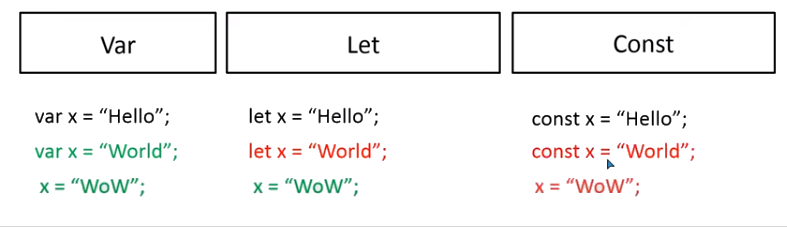 Var
Let
Const
var x = “Hello”;
var x = “World”;
x = “WoW”;
let x = “Hello”;
let x = “World”;
x = “WoW”;
const x = “Hello”;
const x = “World”;
x = “WoW”;